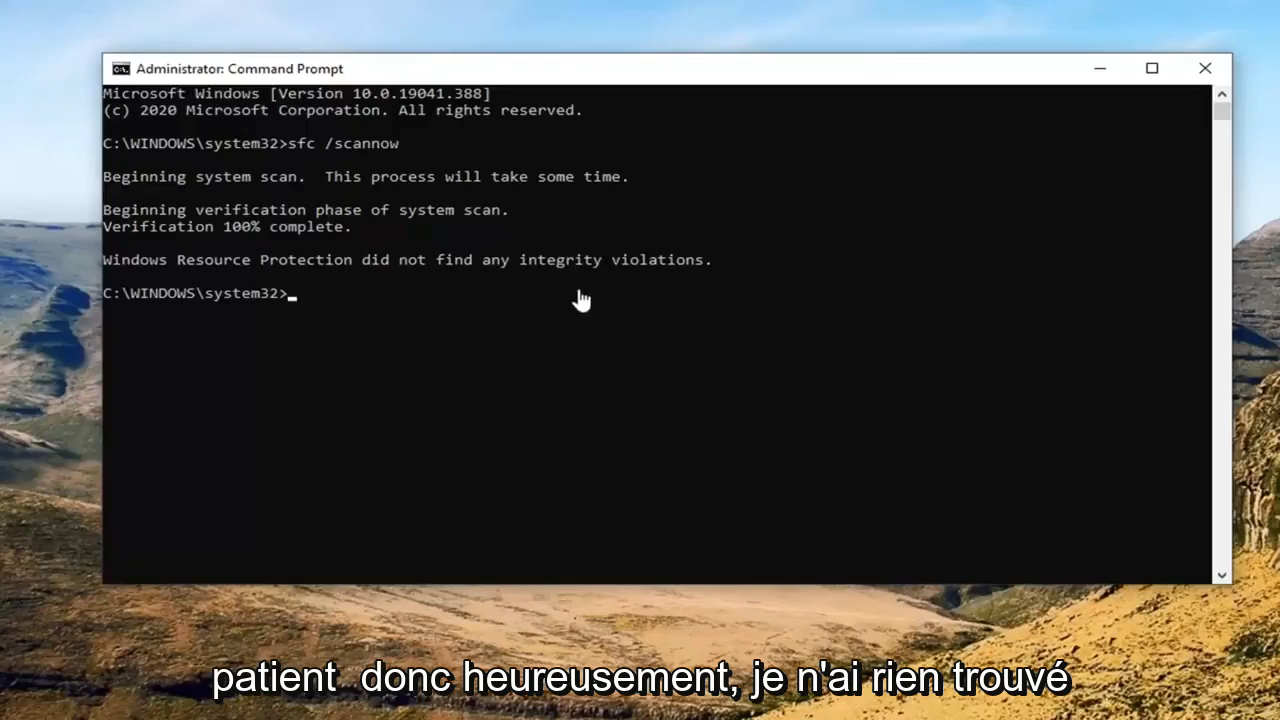 Administrator: Command Prompt
Microsoft Windows [Version 10.0.19041.388]
(c) 2020 Microsoft Corporation. All rights reserved.
C:\WINDOWS\system32>sfc /scannow
Beginning system scan.  This process will take some time.
Beginning verification phase of system scan.
Verification 100% complete.
Windows Resource Protection did not find any integrity violations.
C:\WINDOWS\system32>
patient  donc heureusement, je n'ai rien trouvé